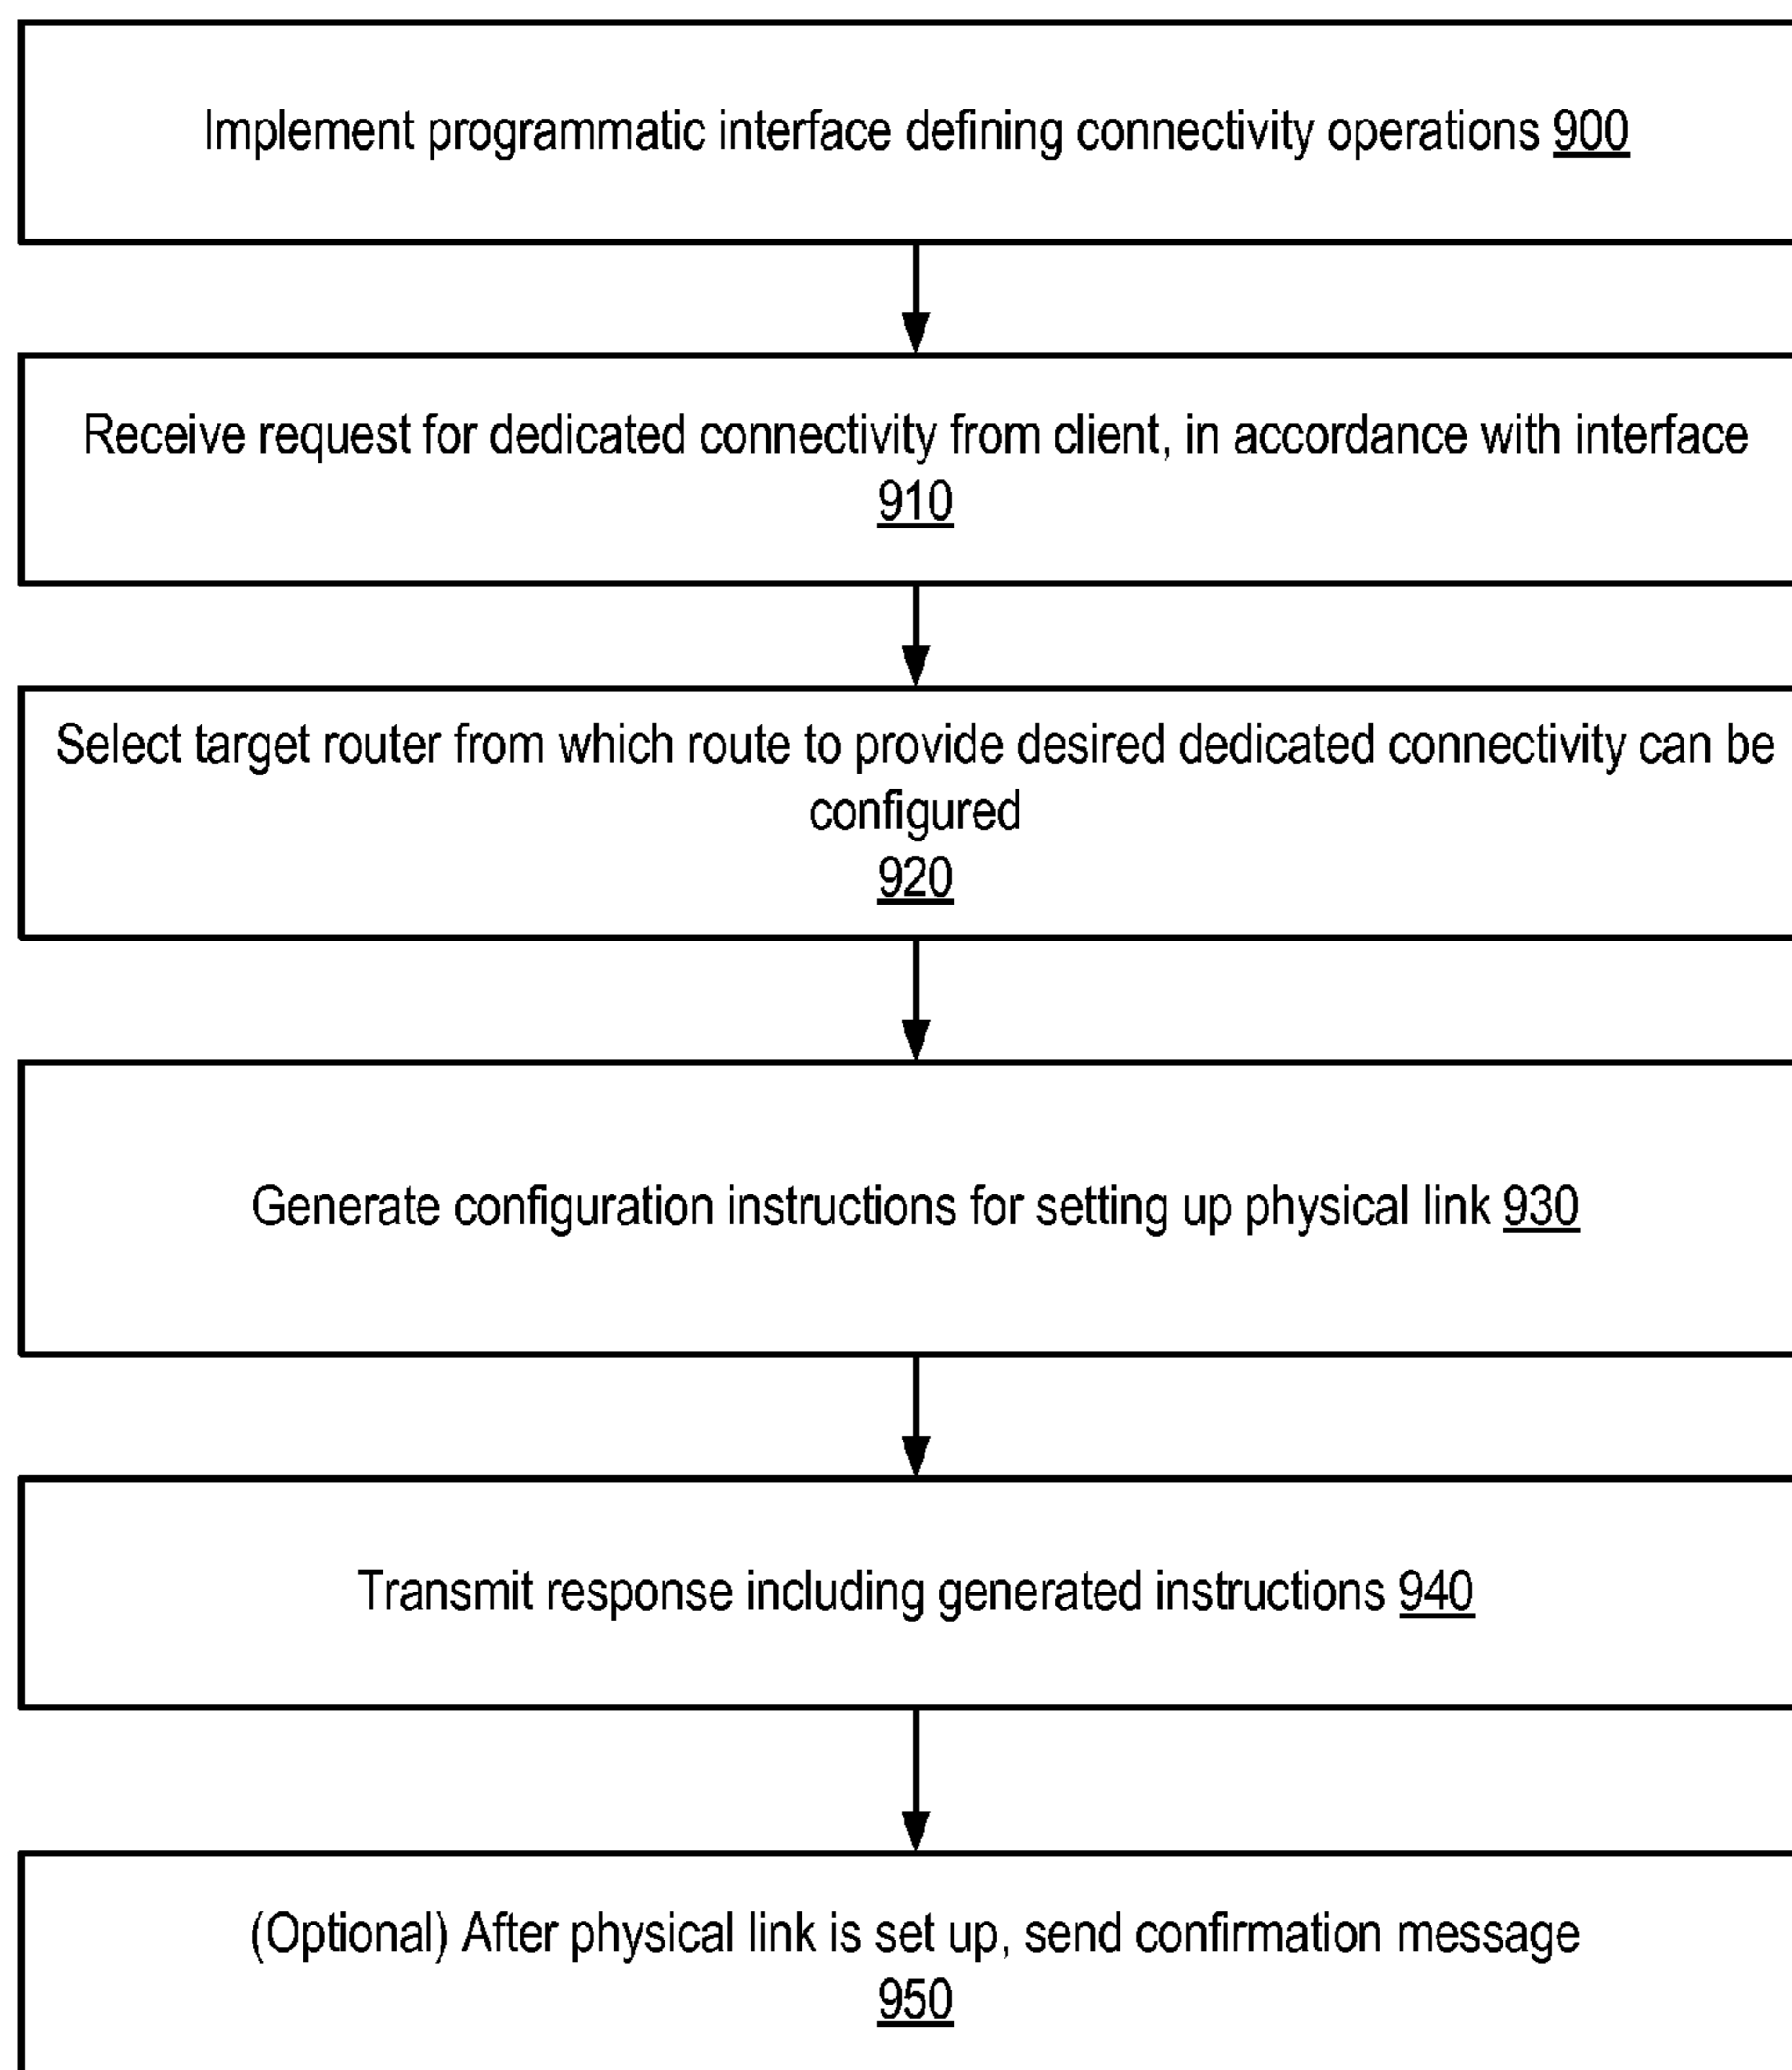 Implement programmatic interface defining connectivity operations 900
Receive request for dedicated connectivity from client, in accordance with interface
910
Select target router from which route to provide desired dedicated connectivity can be
configured
920
Generate configuration instructions for setting up physical link 930
Transmit response including generated instructions 940
(Optional) After physical link is set up, send confirmation message
950